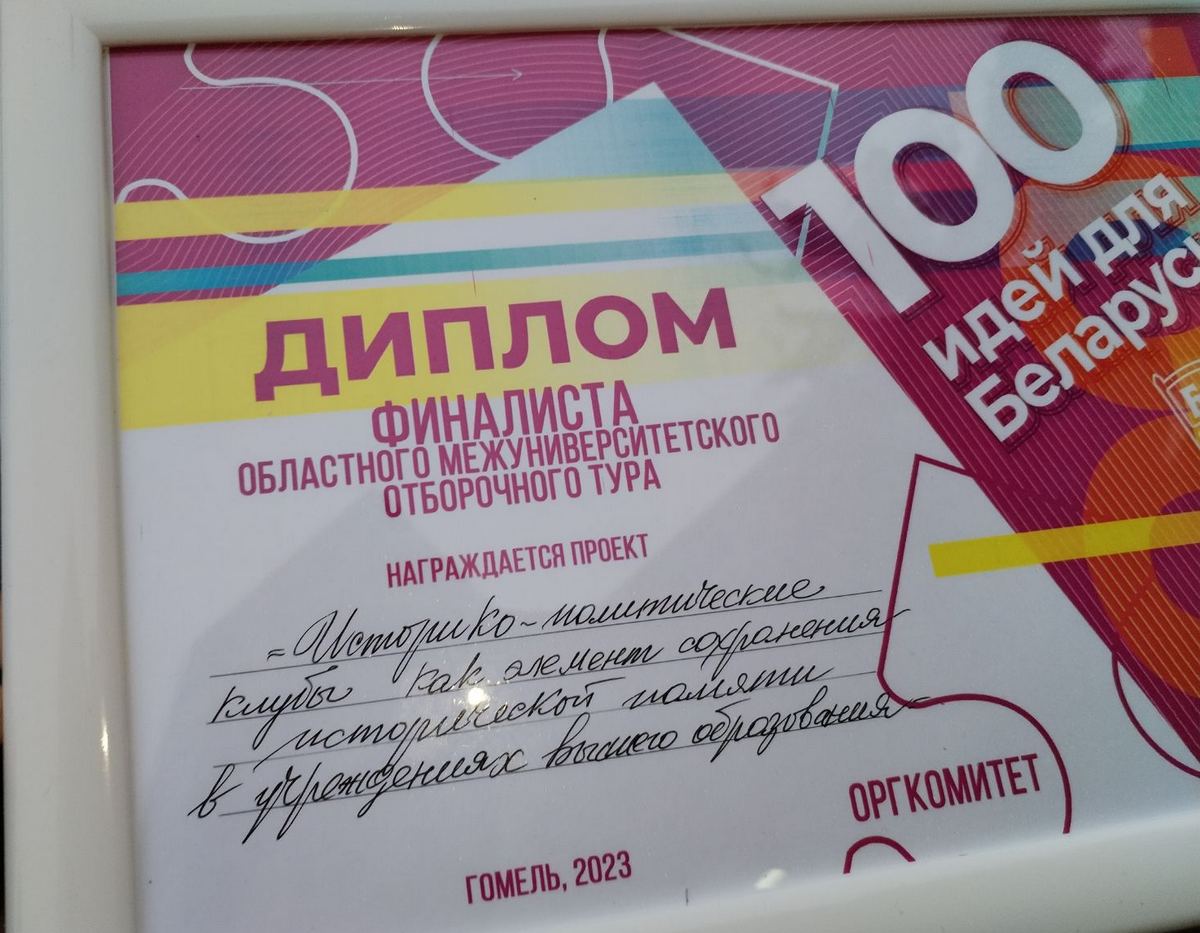 100
идей для
Беларуси
ДИПЛОМ
ФИНАЛИСТА
ОБЛАСТНОГО МЕЖУНИВЕРСИТЕТСКОГО
ОТБОРОЧНОГО ТУРА
НАГРАЖДАЕТСЯ ПРОЕКТ
„Историко-политические
клубы как элемент сохранения
исторической памяти
в учреждениях высшего образования
ОРГКОМИТЕТ
ГОМЕЛЬ, 2023